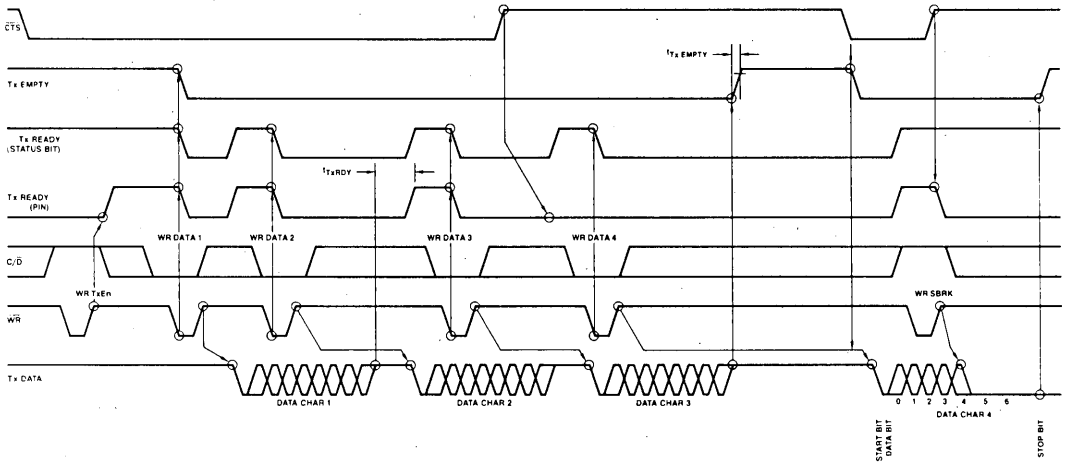 CTS
tTx EMPTY
Tx EMPTY
Tx READY
(STATUS BIT)
tTxRDY
Tx READY
(PIN)
WR DATA 1
WR DATA 2
WR DATA 3
WR DATA 4
C/D
WR TxEn
WR SBRK
WR
Tx DATA
DATA CHAR 1
DATA CHAR 2
DATA CHAR 3
0 1 2 3 4 5 6
DATA CHAR 4
START BIT
DATA BIT
STOP BIT